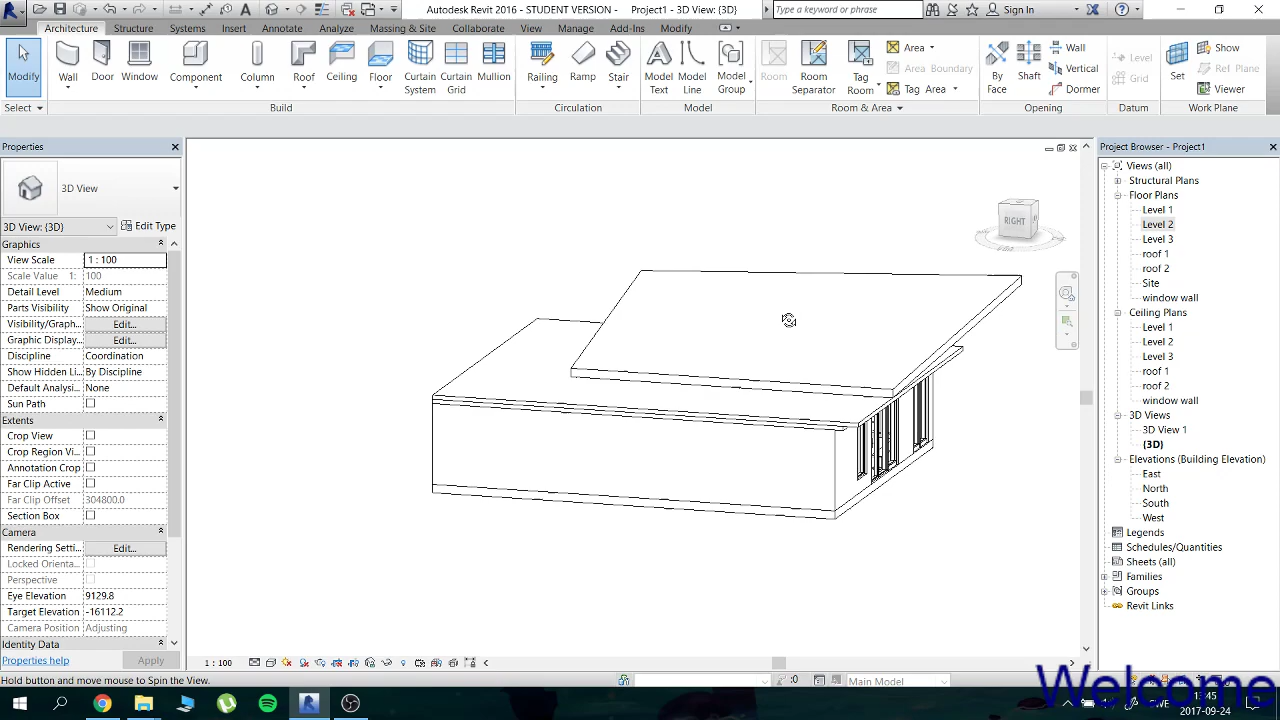 Autodesk Revit 2016 - STUDENT VERSION - Project1 - 3D View: {3D}
Type a keyword or phrase
Sign In
Architecture Structure Systems Insert Annotate Analyze Massing & Site Collaborate View Manage Add-Ins Modify
Modify
Wall
Door
Window
Component
Column
Roof
Ceiling
Floor
Curtain System
Curtain Grid
Mullion
Railing
Ramp
Stair
Model Text
Model Line
Model Group
Room
Room Separator
Tag Room
Area
Area Boundary
Tag Area
By Face
Shaft
Wall
Vertical
Dormer
Level
Grid
Set
Show
Ref Plane
Viewer
Select
Build
Circulation
Model
Room & Area
Opening
Datum
Work Plane
Properties
3D View
3D View: {3D}
Edit Type
Graphics
View Scale 1 : 100
Scale Value 1: 100
Detail Level Medium
Parts Visibility Show Original
Visibility/Graph... Edit...
Graphic Display... Edit...
Discipline Coordination
Show Hidden Li... By Discipline
Default Analysi... None
Sun Path
Extents
Crop View
Crop Region Vi...
Annotation Crop
Far Clip Active
Far Clip Offset 304800.0
Section Box
Camera
Rendering Setti... Edit...
Locked Orienta...
Perspective
Eye Elevation 9129.8
Target Elevation -16112.2
Camera Position Adjusting
Identity Data
Properties help
Apply
RIGHT
1 : 100
Project Browser - Project1
Views (all)
Structural Plans
Floor Plans
Level 1
Level 2
Level 3
roof 1
roof 2
Site
window wall
Ceiling Plans
Level 1
Level 2
Level 3
roof 1
roof 2
window wall
3D Views
3D View 1
{3D}
Elevations (Building Elevation)
East
North
South
West
Legends
Schedules/Quantities
Sheets (all)
Families
Groups
Revit Links
Hold button and move mouse to Spin the View.
:0
Main Model
Welcome
SWE
13:45
2017-09-24